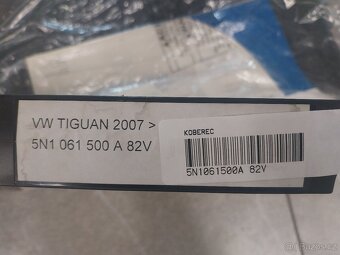 VW TIGUAN 2007 >
5N1 061 500 A 82V
KOBEREC
5N1061500A 82V